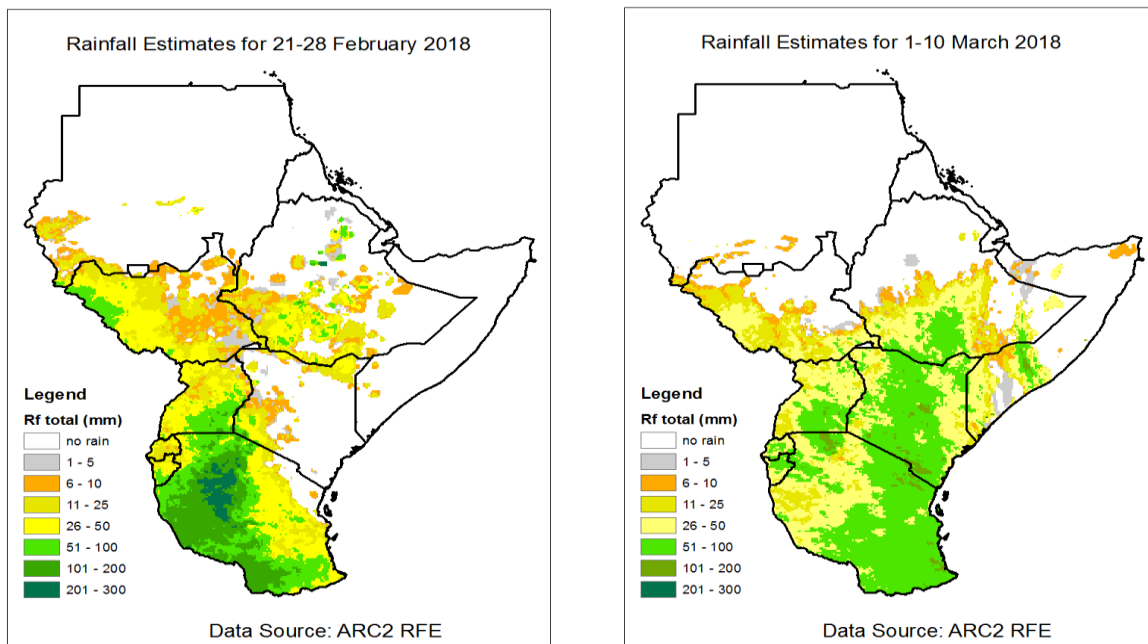 Rainfall Estimates for 21-28 February 2018
Legend
Rf total (mm)
no rain
1 - 5
6 - 10
11 - 25
26 - 50
51 - 100
101 - 200
201 - 300
Data Source: ARC2 RFE
Rainfall Estimates for 1-10 March 2018
Legend
Rf total (mm)
no rain
1 - 5
6 - 10
11 - 25
26 - 50
51 - 100
101 - 200
201 - 300
Data Source: ARC2 RFE